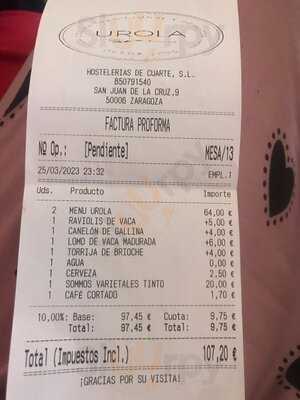 UROLA
HOSTELERIAS DE CUARTE, S.L.
B50791540
SAN JUAN DE LA CRUZ,9
50006 ZARAGOZA
FACTURA PROFORMA
Nº Op.: [Pendiente] MESA/13
25/03/2023 23:32 EMPL.:
Uds. Producto Importe
2 MENU UROLA 64,00 €
1 RAVIOLIS DE VACA +5,00 €
1 CANELÓN DE GALLINA +4,00 €
1 LOMO DE VACA MADURADA +6,00 €
1 TORRIJA DE BRIOCHE +4,00 €
1 AGUA 0,00 €
1 CERVEZA 2,50 €
1 SOMMOS VARIETALES TINTO 20,00 €
1 CAFÉ CORTADO 1,70 €
10,00% Base: 97,45 € Cuota: 9,75 €
Total: 97,45 € Total: 9,75 €
Total (Impuestos Incl.) 107,20 €
¡GRACIAS POR SU VISITA!